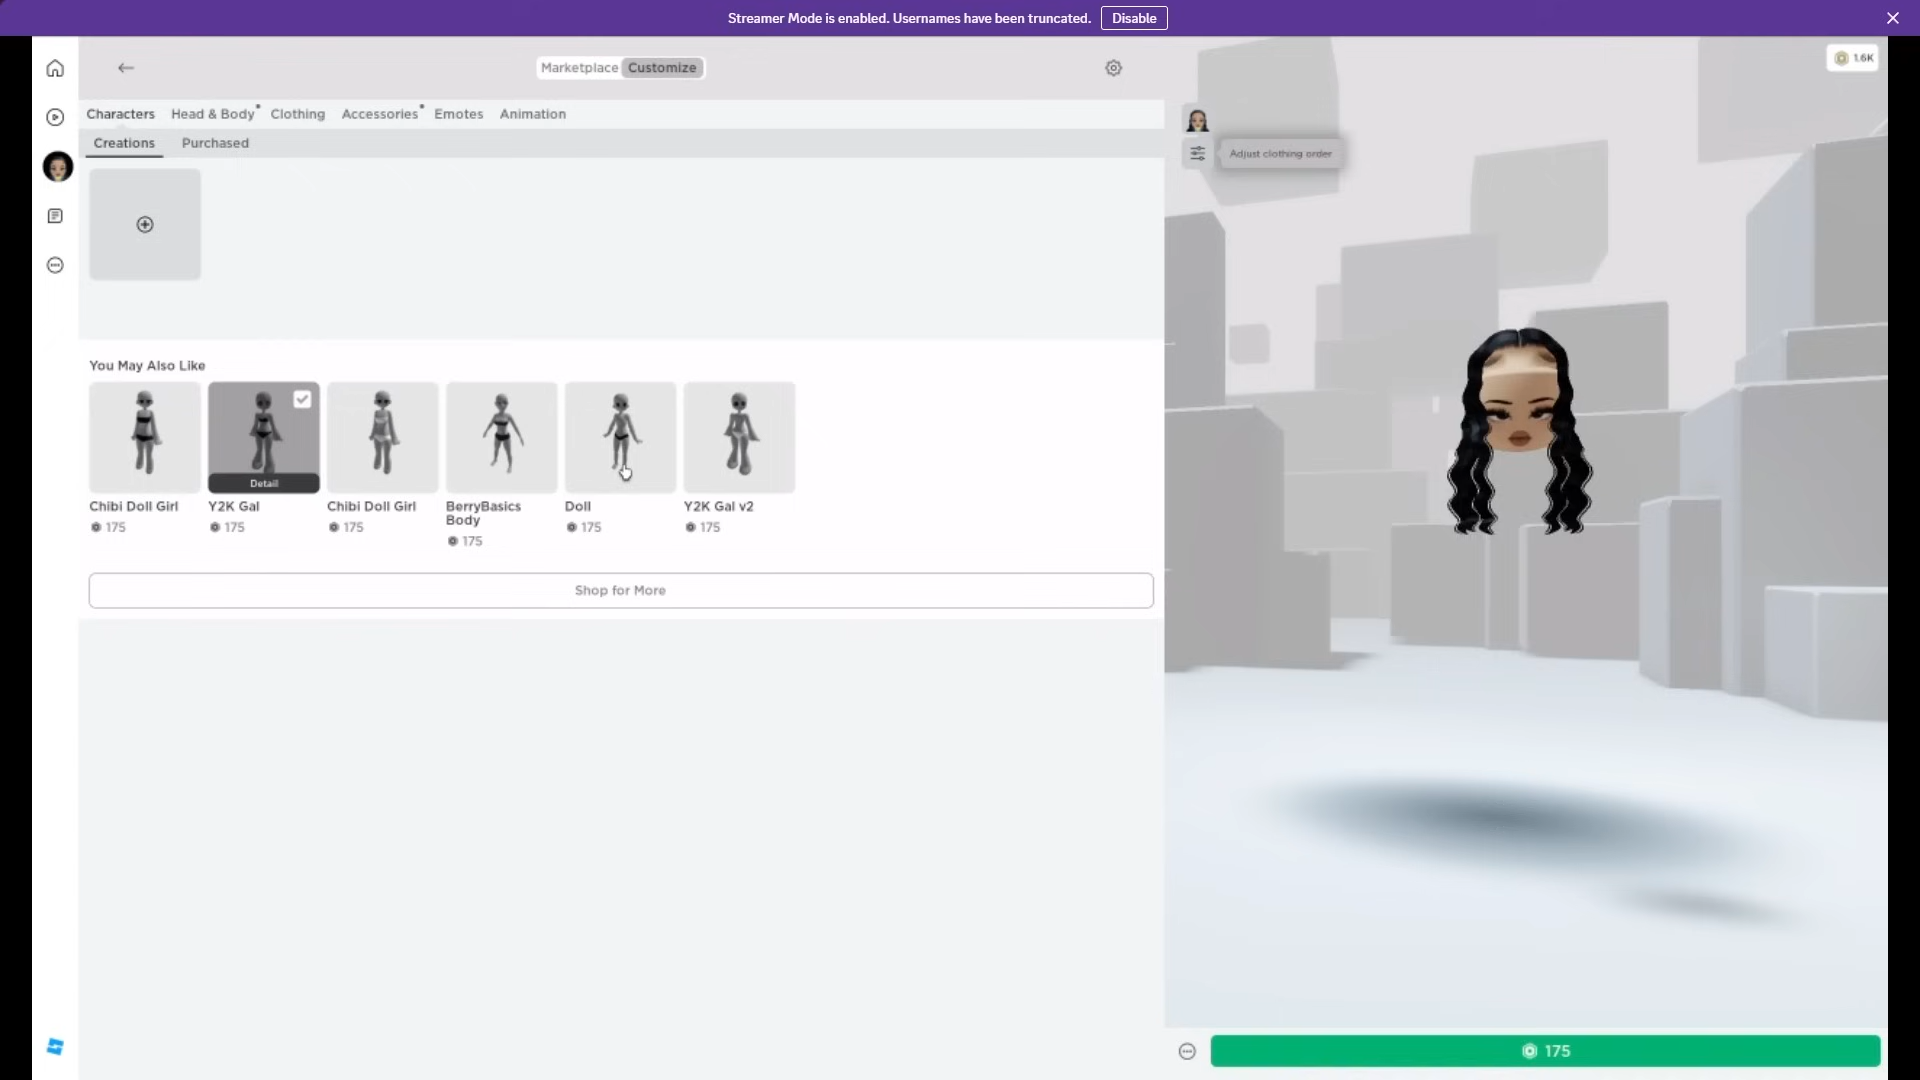 Streamer Mode is enabled. Usernames have been truncated. Disable
Marketplace Customize
1.6K
Characters Head & Body Clothing Accessories Emotes Animation
Creations Purchased
Adjust clothing order
You May Also Like
Detail
Chibi Doll Girl Y2K Gal Chibi Doll Girl BerryBasics Body Doll Y2K Gal v2
175 175 175 175 175 175
Shop for More
175